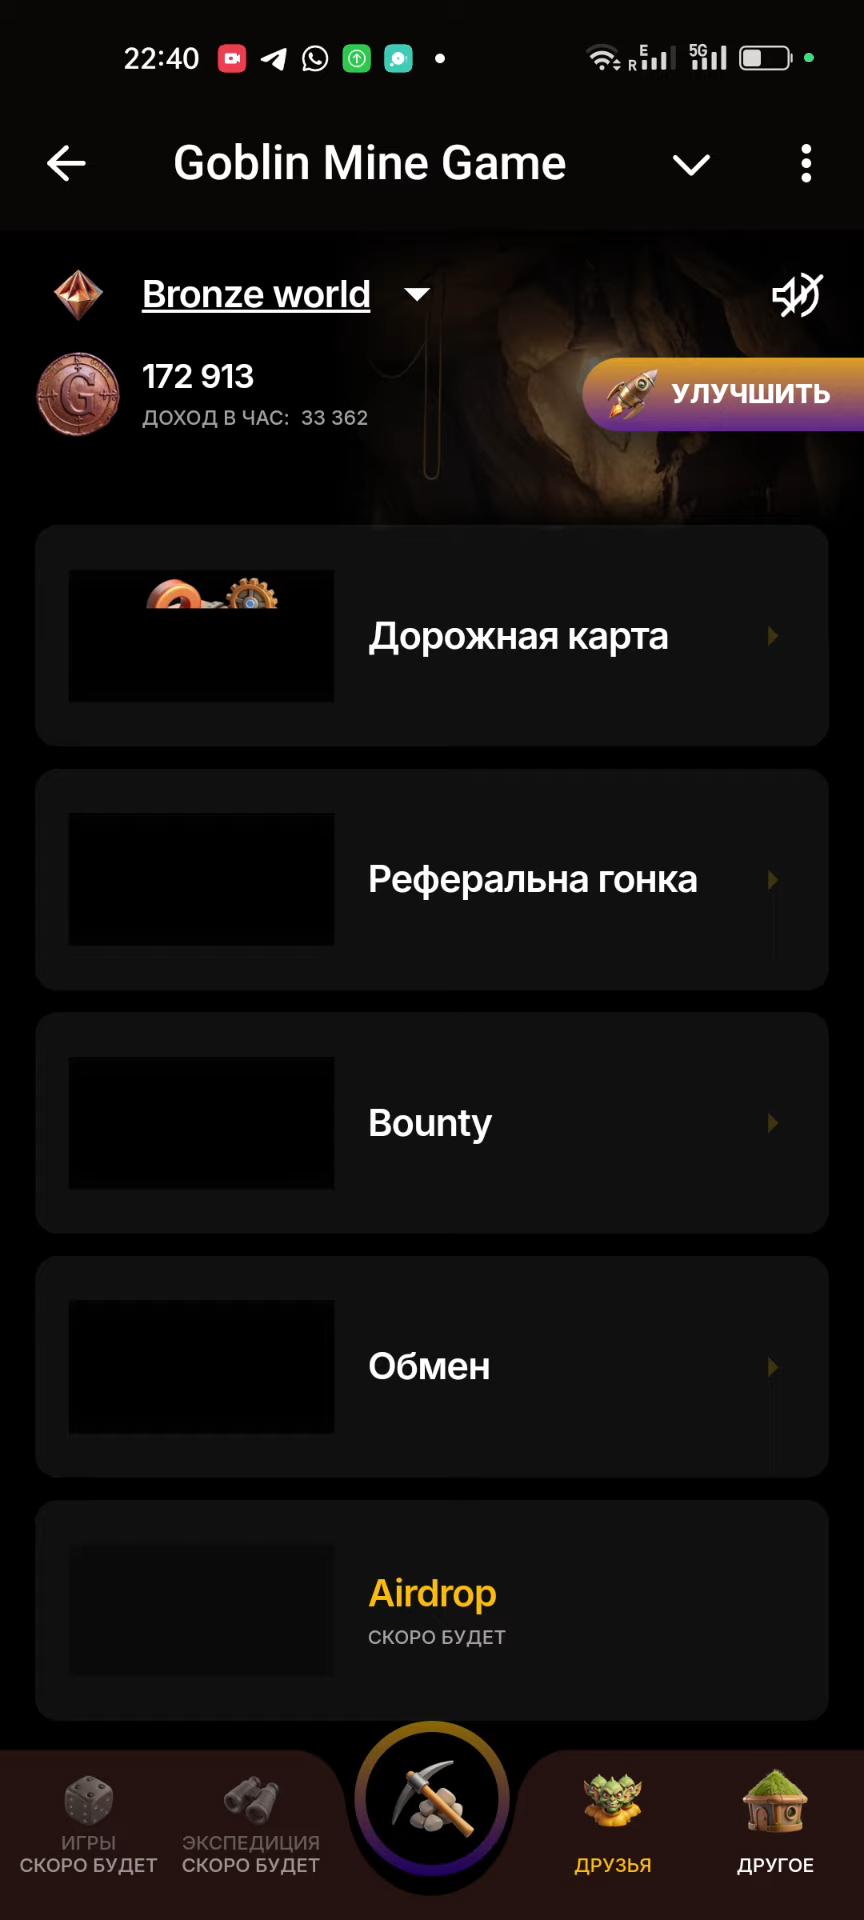 22:40
R E 5G
Goblin Mine Game
Bronze world
172 913
ДОХОД В ЧАС: 33 362
УЛУЧШИТЬ
Дорожная карта
Реферальна гонка
Bounty
Обмен
Airdrop
СКОРО БУДЕТ
ИГРЫ
СКОРО БУДЕТ
ЭКСПЕДИЦИЯ
СКОРО БУДЕТ
ДРУЗЬЯ
ДРУГОЕ